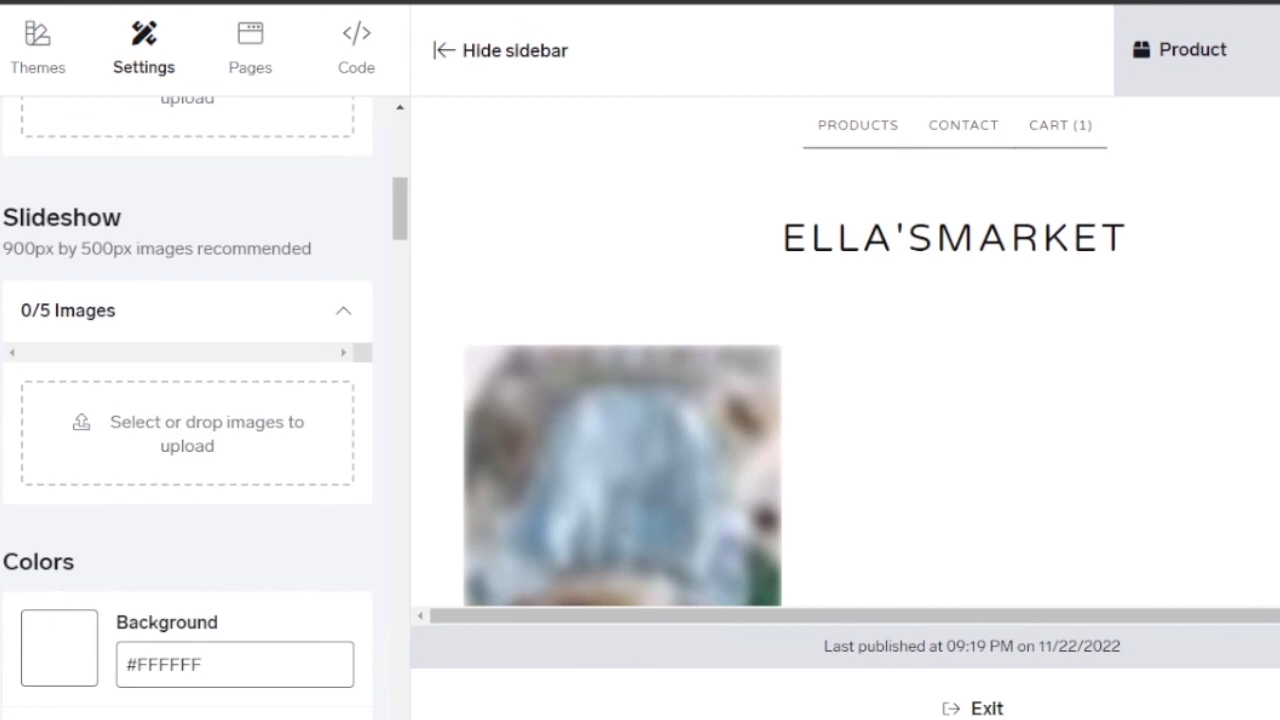 Themes
Settings
Pages
Code
Hide sidebar
Product
upload
Slideshow
900px by 500px images recommended
0/5 Images
Select or drop images to
upload
Colors
Background
#FFFFFF
PRODUCTS
CONTACT
CART (1)
ELLA'SMARKET
Last published at 09:19 PM on 11/22/2022
Exit